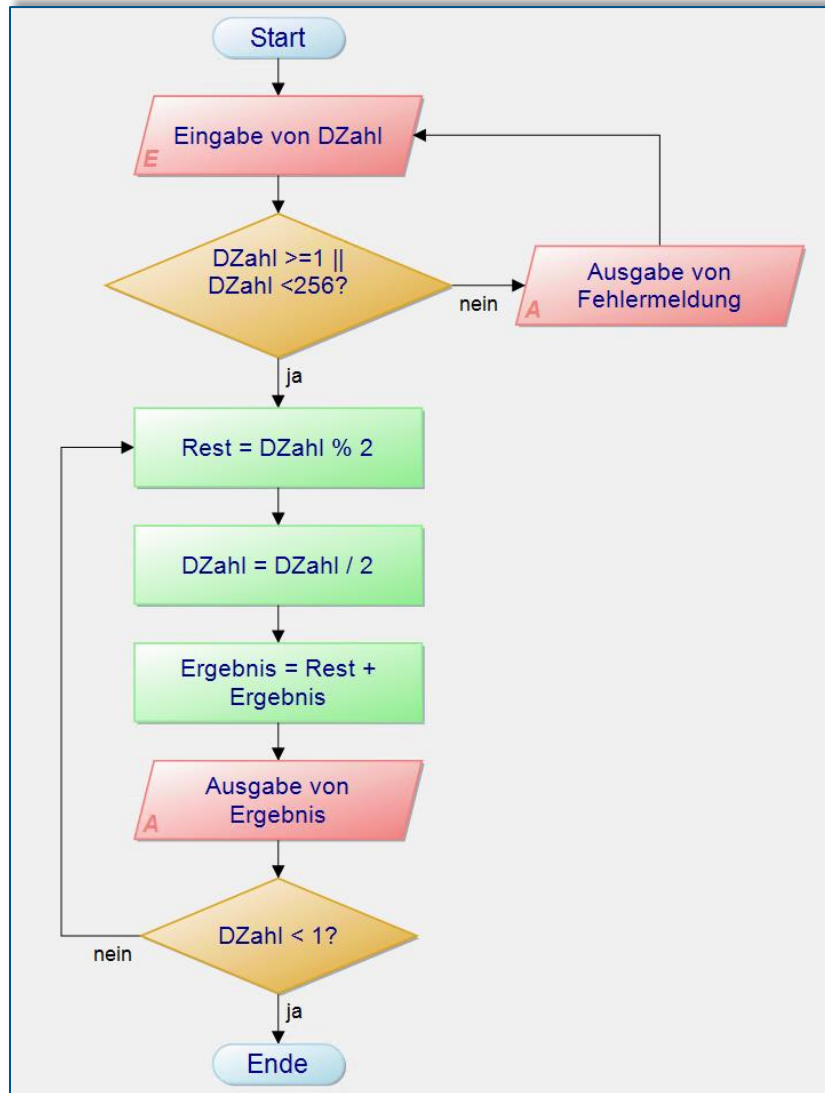 Start
Eingabe von DZahl
E
DZahl >=1 ||
DZahl <256?
nein
Ausgabe von
Fehlermeldung
A
ja
Rest = DZahl % 2
DZahl = DZahl / 2
Ergebnis = Rest +
Ergebnis
Ausgabe von
Ergebnis
A
DZahl < 1?
nein
ja
Ende